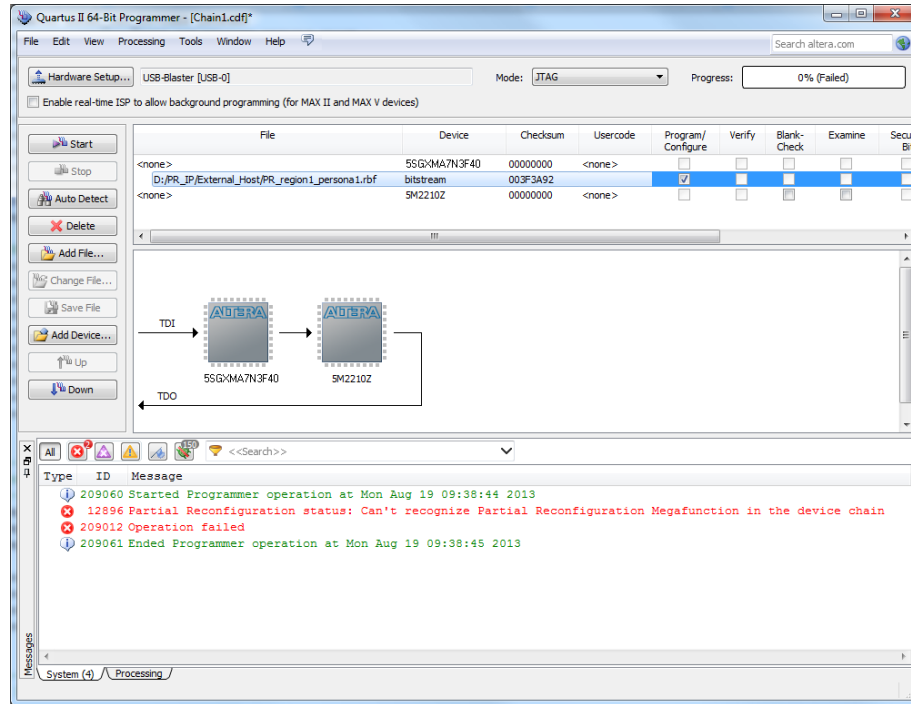 Quartus II 64-Bit Programmer - [Chain1.cdf]*
File Edit View Processing Tools Window Help
Search altera.com
Hardware Setup... USB-Blaster [USB-0] Mode: JTAG Progress: 0% (Failed)
Enable real-time ISP to allow background programming (for MAX II and MAX V devices)
File Device Checksum Usercode Program/ Verify Blank- Examine Secu
Configure Check Bi
<none> 5SGXMA7N3F40 00000000 <none>
D:/PR_IP/External_Host/PR_region1_persona1.rbf bitstream 003F3A92
<none> 5M2210Z 00000000 <none>
Start
Stop
Auto Detect
Delete
Add File...
Change File...
Save File
Add Device...
Up
Down
ALTERA ALTERA
TDI
5SGXMA7N3F40 5M2210Z
TDO
All 2 150 <<Search>>
Type ID Message
209060 Started Programmer operation at Mon Aug 19 09:38:44 2013
12896 Partial Reconfiguration status: Can't recognize Partial Reconfiguration Megafunction in the device chain
209012 Operation failed
209061 Ended Programmer operation at Mon Aug 19 09:38:45 2013
Messages
System (4) Processing